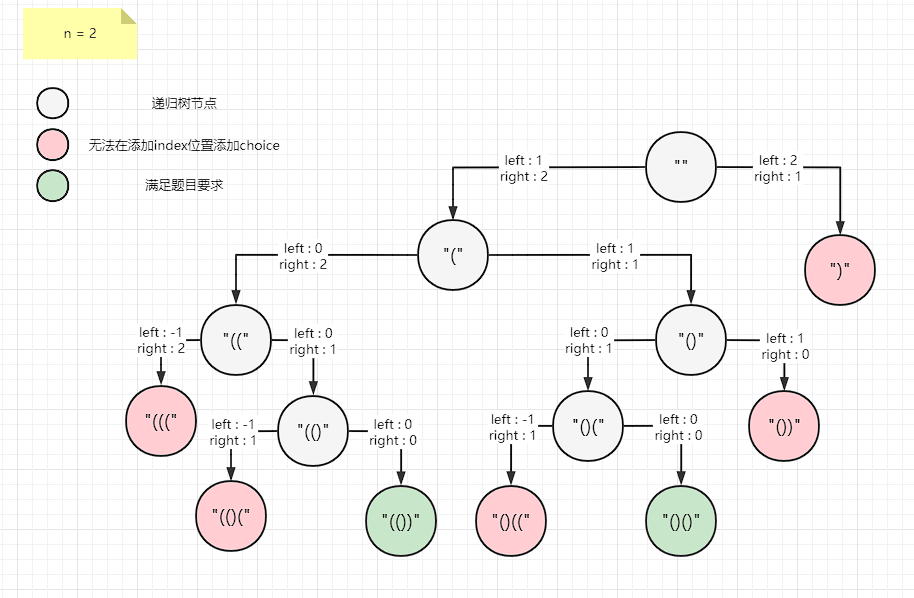 n = 2
递归树节点
无法在添加index位置添加choice
满足题目要求
""
left : 1
right : 2
left : 2
right : 1
"("
")"
left : 0
right : 2
left : 1
right : 1
"(("
"()"
left : -1
right : 2
left : 0
right : 1
left : 0
right : 1
left : 1
right : 0
"((("
"(()"
"()("
"())"
left : -1
right : 1
left : 0
right : 0
left : -1
right : 1
left : 0
right : 0
"(()("
"(())"
"()(("
"()()"